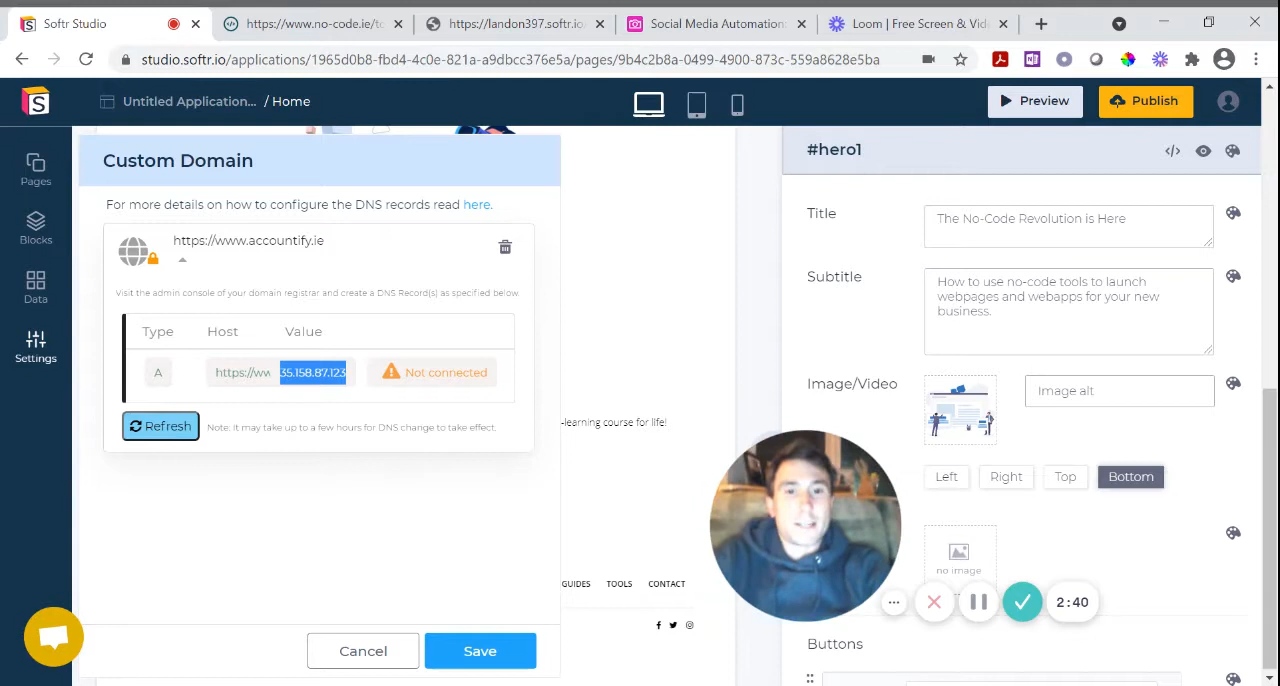 Softr Studio
https://www.no-code.ie/to
https://landon397.softr.io
Social Media Automation
Loom | Free Screen & Vid
studio.softr.io/applications/1965d0b8-fbd4-4c0e-821a-a9dbcc376e5a/pages/9b4c2b8a-0499-4900-873c-559a8628e5ba
S
Untitled Application... / Home
Preview
Publish
Pages
Blocks
Data
Settings
Custom Domain
For more details on how to configure the DNS records read here.
https://www.accountify.ie
Visit the admin console of your domain registrar and create a DNS Record(s) as specified below.
Type Host Value
A https://ww 35.158.87.123 Not connected
Refresh
Note: It may take up to a few hours for DNS change to take effect.
Cancel
Save
-learning course for life!
GUIDES TOOLS CONTACT
#hero1
Title
The No-Code Revolution is Here
Subtitle
How to use no-code tools to launch
webpages and webapps for your new
business.
Image/Video
Image alt
Left Right Top Bottom
no image
2:40
Buttons